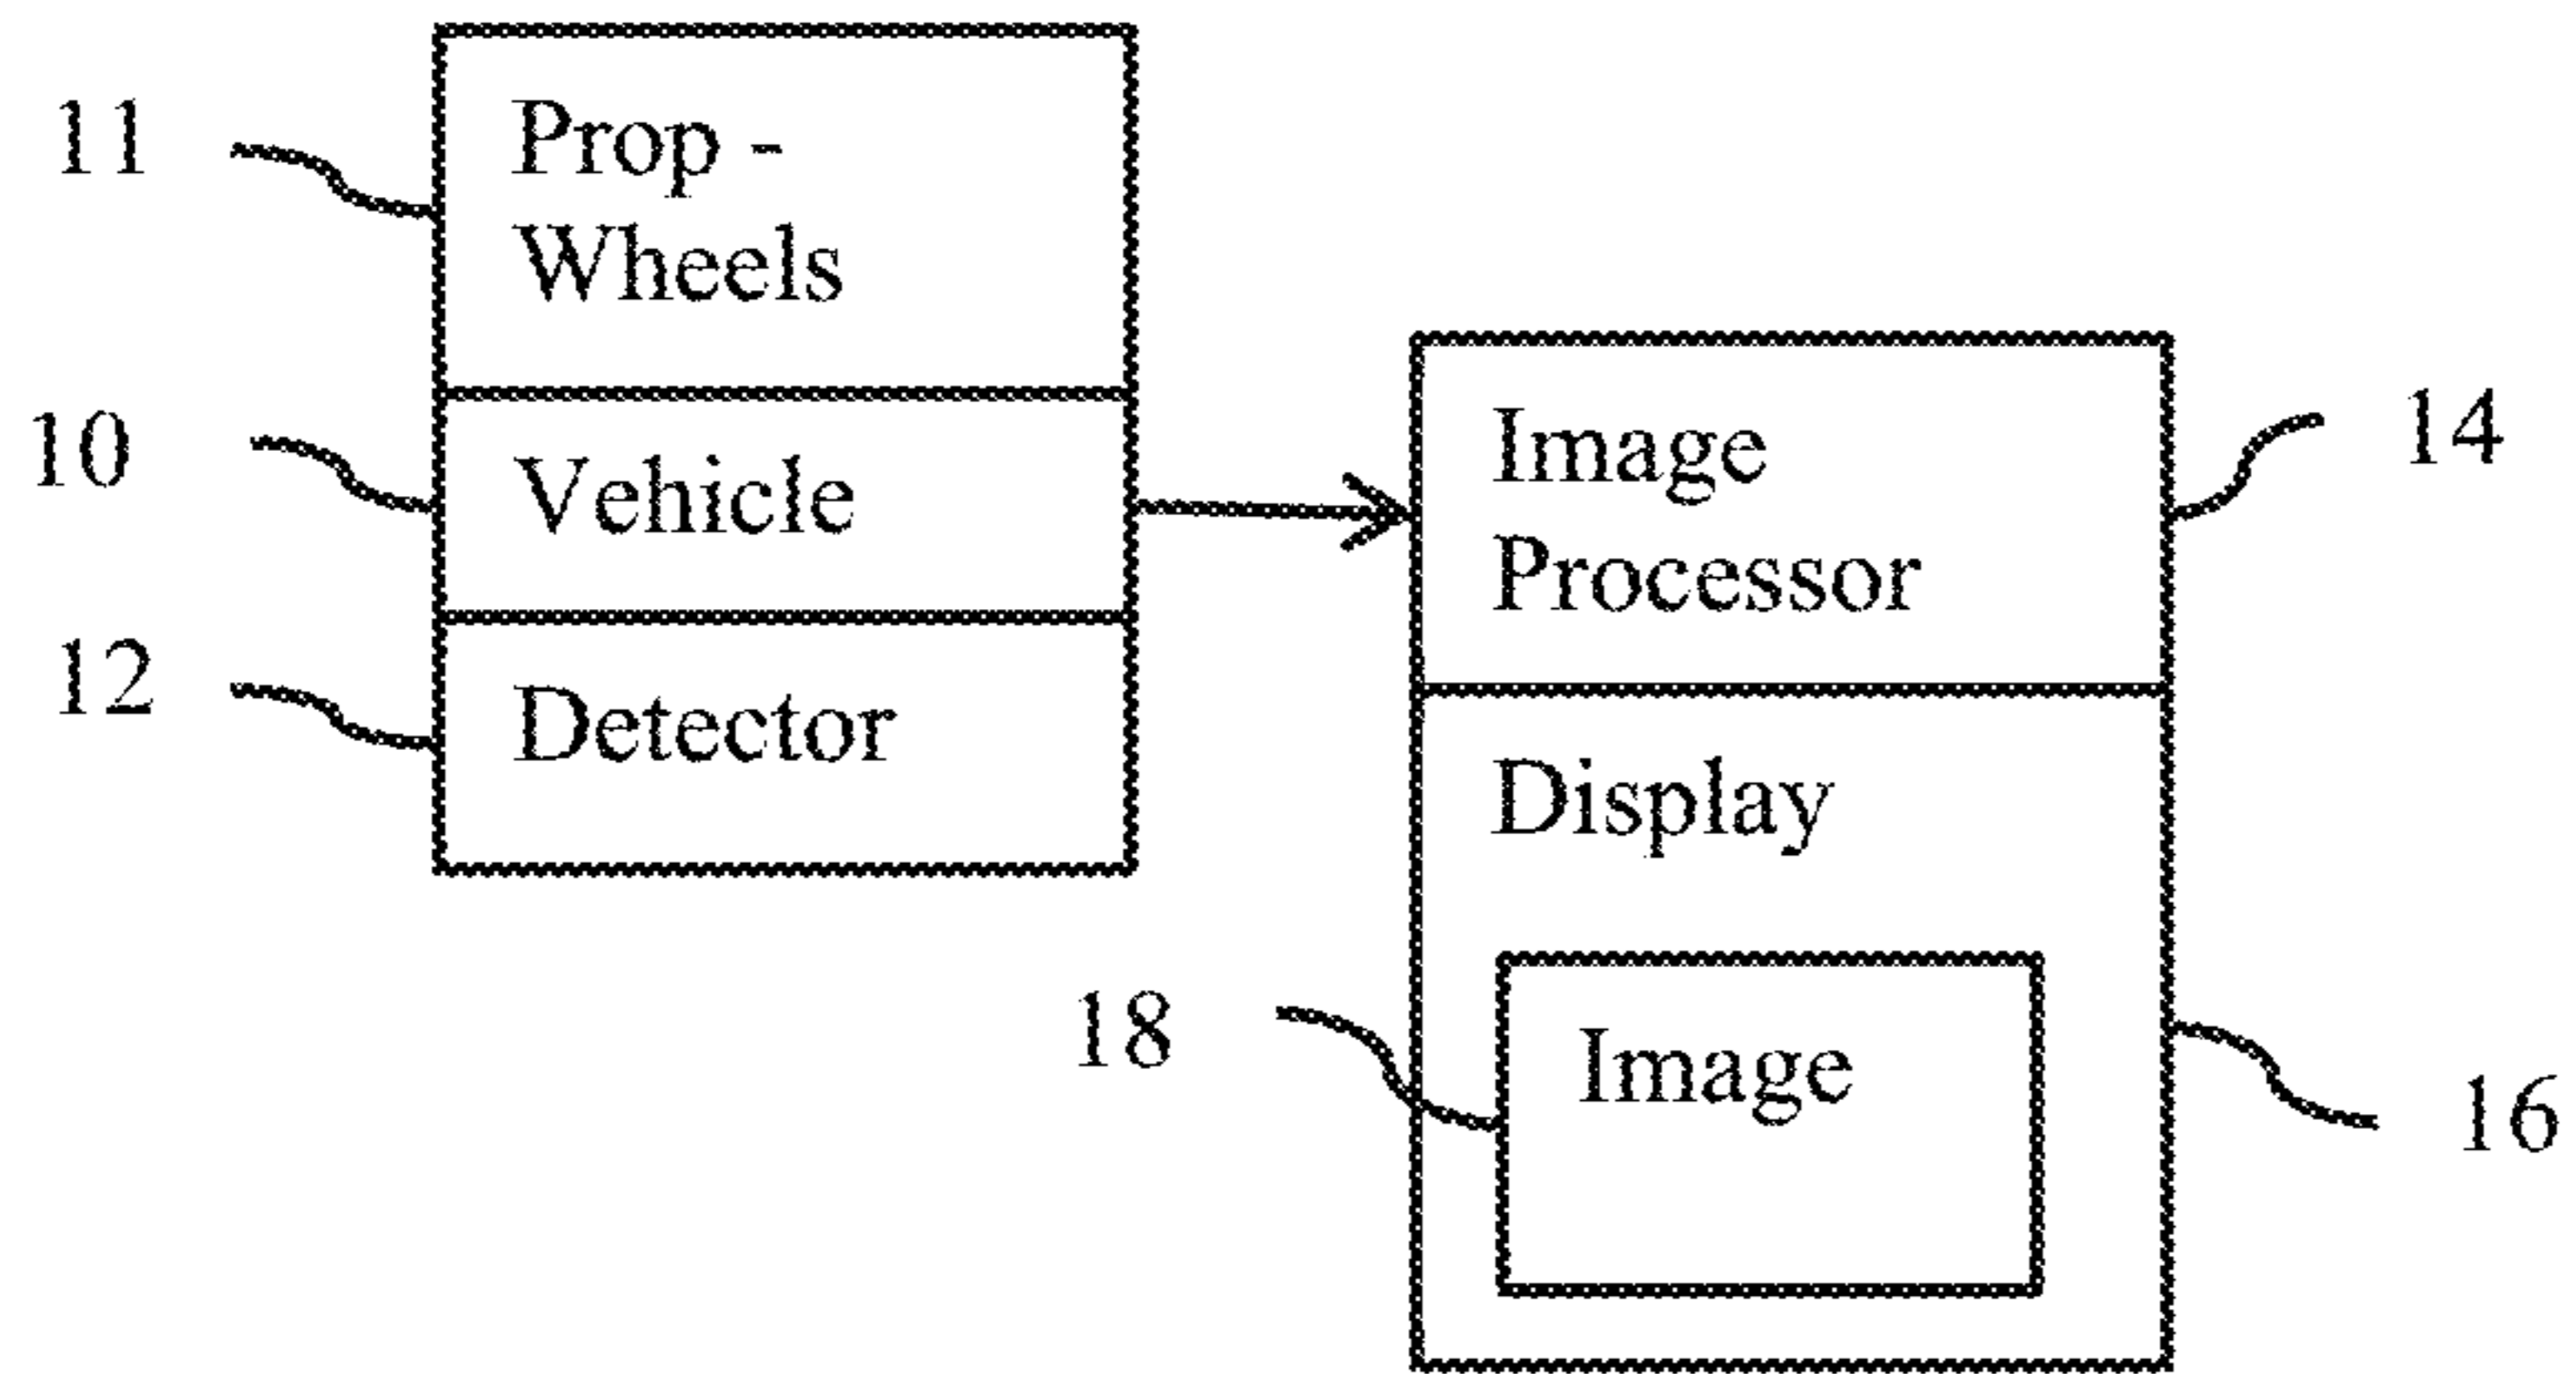 11
Prop -
Wheels
10
Vehicle
12
Detector
Image
Processor
14
Display
18
Image
16